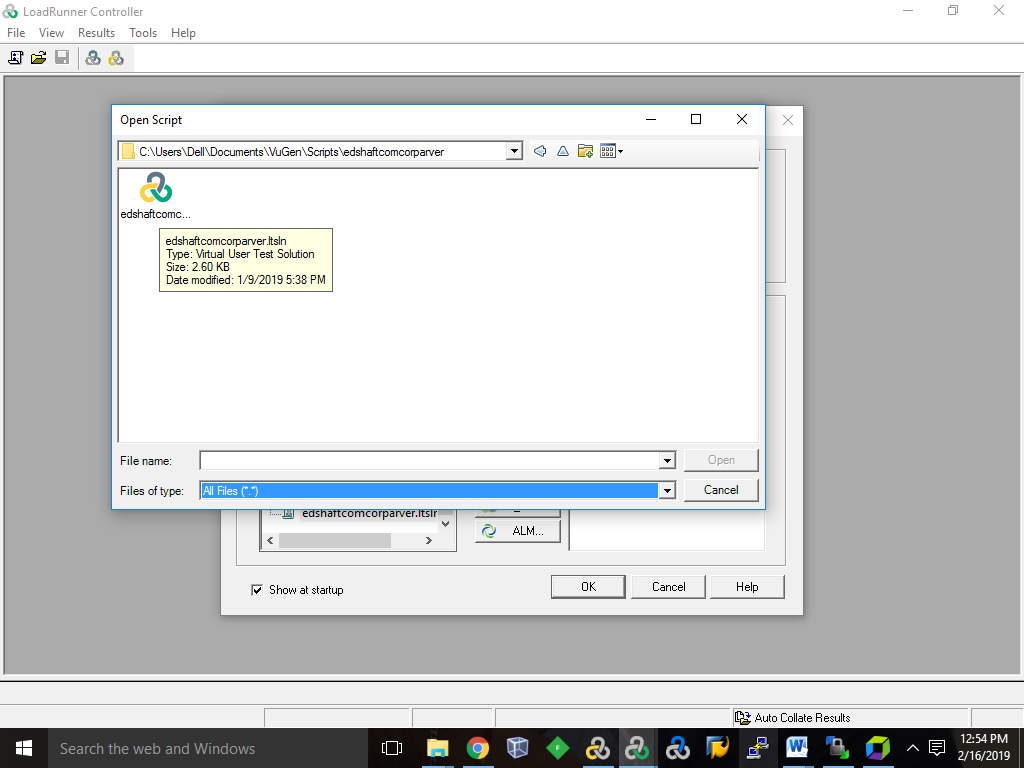 LoadRunner Controller
File View Results Tools Help
Open Script
C:\Users\Dell\Documents\VuGen\Scripts\edshaftcomcorparver
edshaftcomc...
edshaftcomcorparver.ltsln
Type: Virtual User Test Solution
Size: 2.60 KB
Date modified: 1/9/2019 5:38 PM
File name:
Open
Files of type:
All Files (*.*)
Cancel
edshaftcomcorparver.ltsln
ALM...
Show at startup
OK
Cancel
Help
Auto Collate Results
Search the web and Windows
12:54 PM
2/16/2019